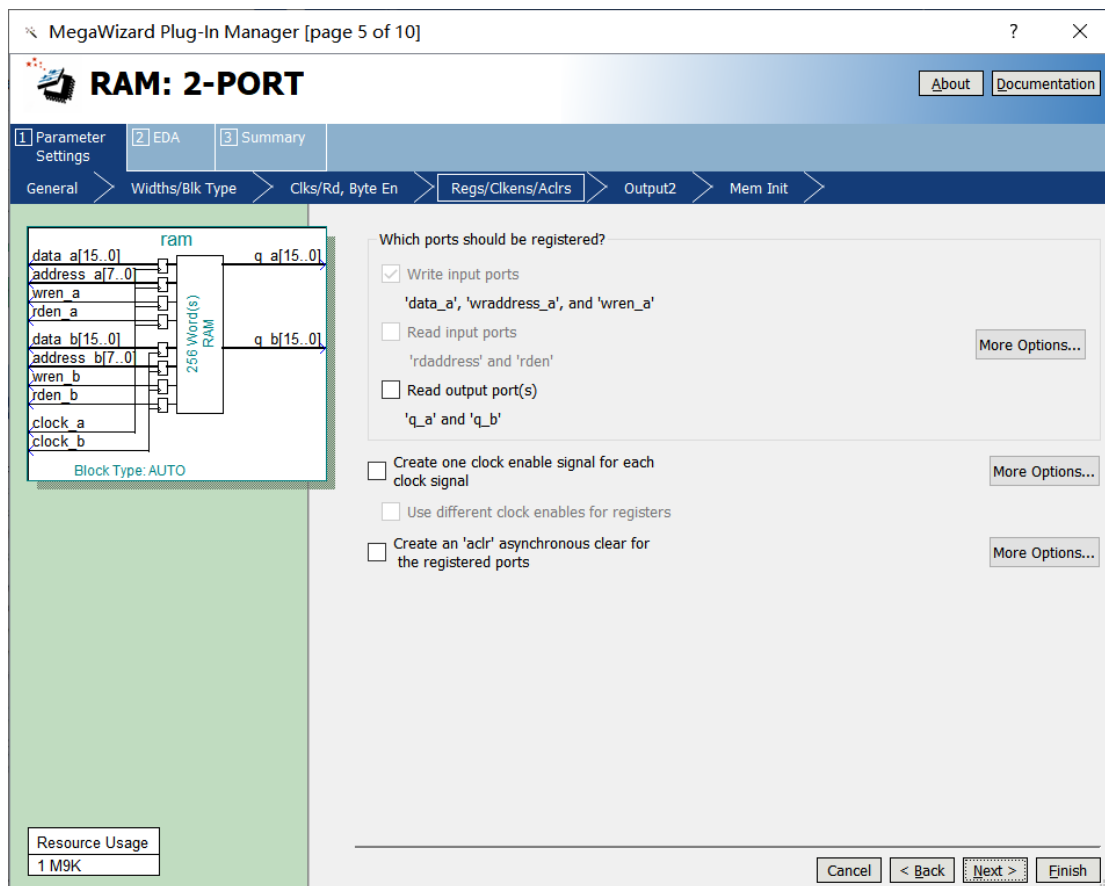 MegaWizard Plug-In Manager [page 5 of 10]
?
RAM: 2-PORT
About
Documentation
1 Parameter Settings
2 EDA
3 Summary
General
Widths/Blk Type
Clks/Rd, Byte En
Regs/Clkens/Aclrs
Output2
Mem Init
ram
data_a[15..0]
q_a[15..0]
address_a[7..0]
wren_a
rden_a
data_b[15..0]
q_b[15..0]
address_b[7..0]
wren_b
rden_b
clock_a
clock_b
256 Word(s)
RAM
Block Type: AUTO
Which ports should be registered?
Write input ports
'data_a', 'wraddress_a', and 'wren_a'
Read input ports
'rdaddress' and 'rden'
More Options...
Read output port(s)
'q_a' and 'q_b'
Create one clock enable signal for each
clock signal
More Options...
Use different clock enables for registers
Create an 'aclr' asynchronous clear for
the registered ports
More Options...
Resource Usage
1 M9K
Cancel
< Back
Next >
Finish